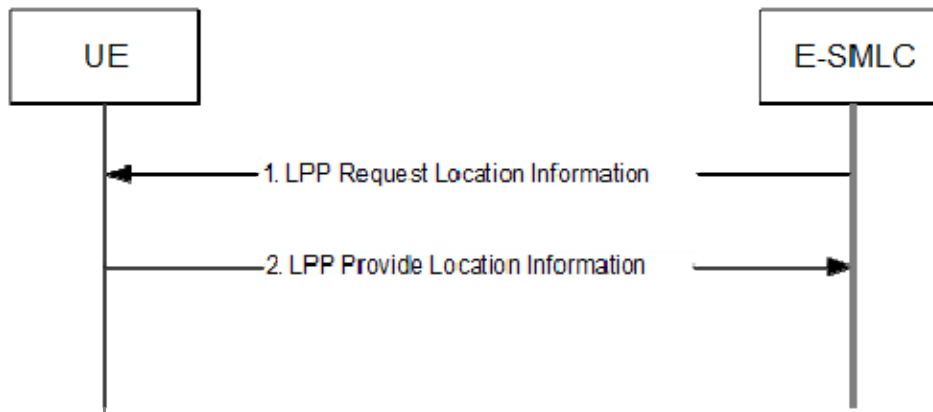 UE
E-SMLC
1. LPP Request Location Information
2. LPP Provide Location Information